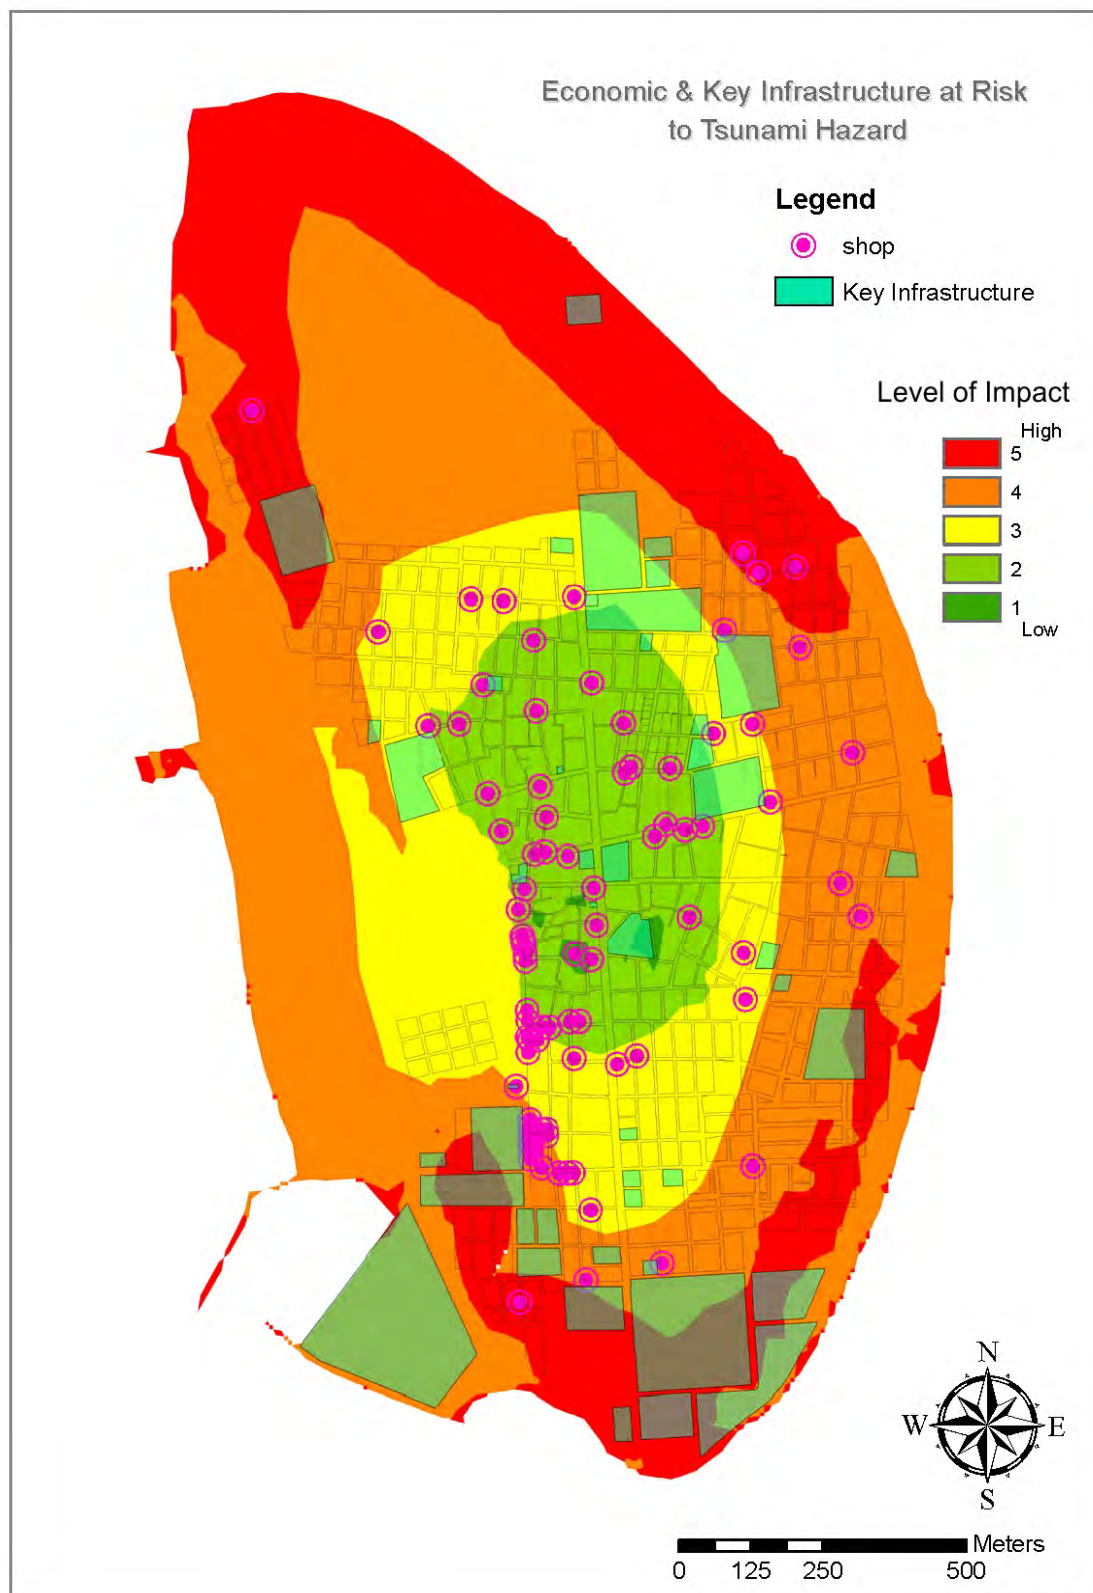 Economic & Key Infrastructure at Risk
to Tsunami Hazard
Legend
shop
Key Infrastructure
Level of Impact
High
5
4
3
2
1
Low
N
W E
S
Meters
0 125 250 500